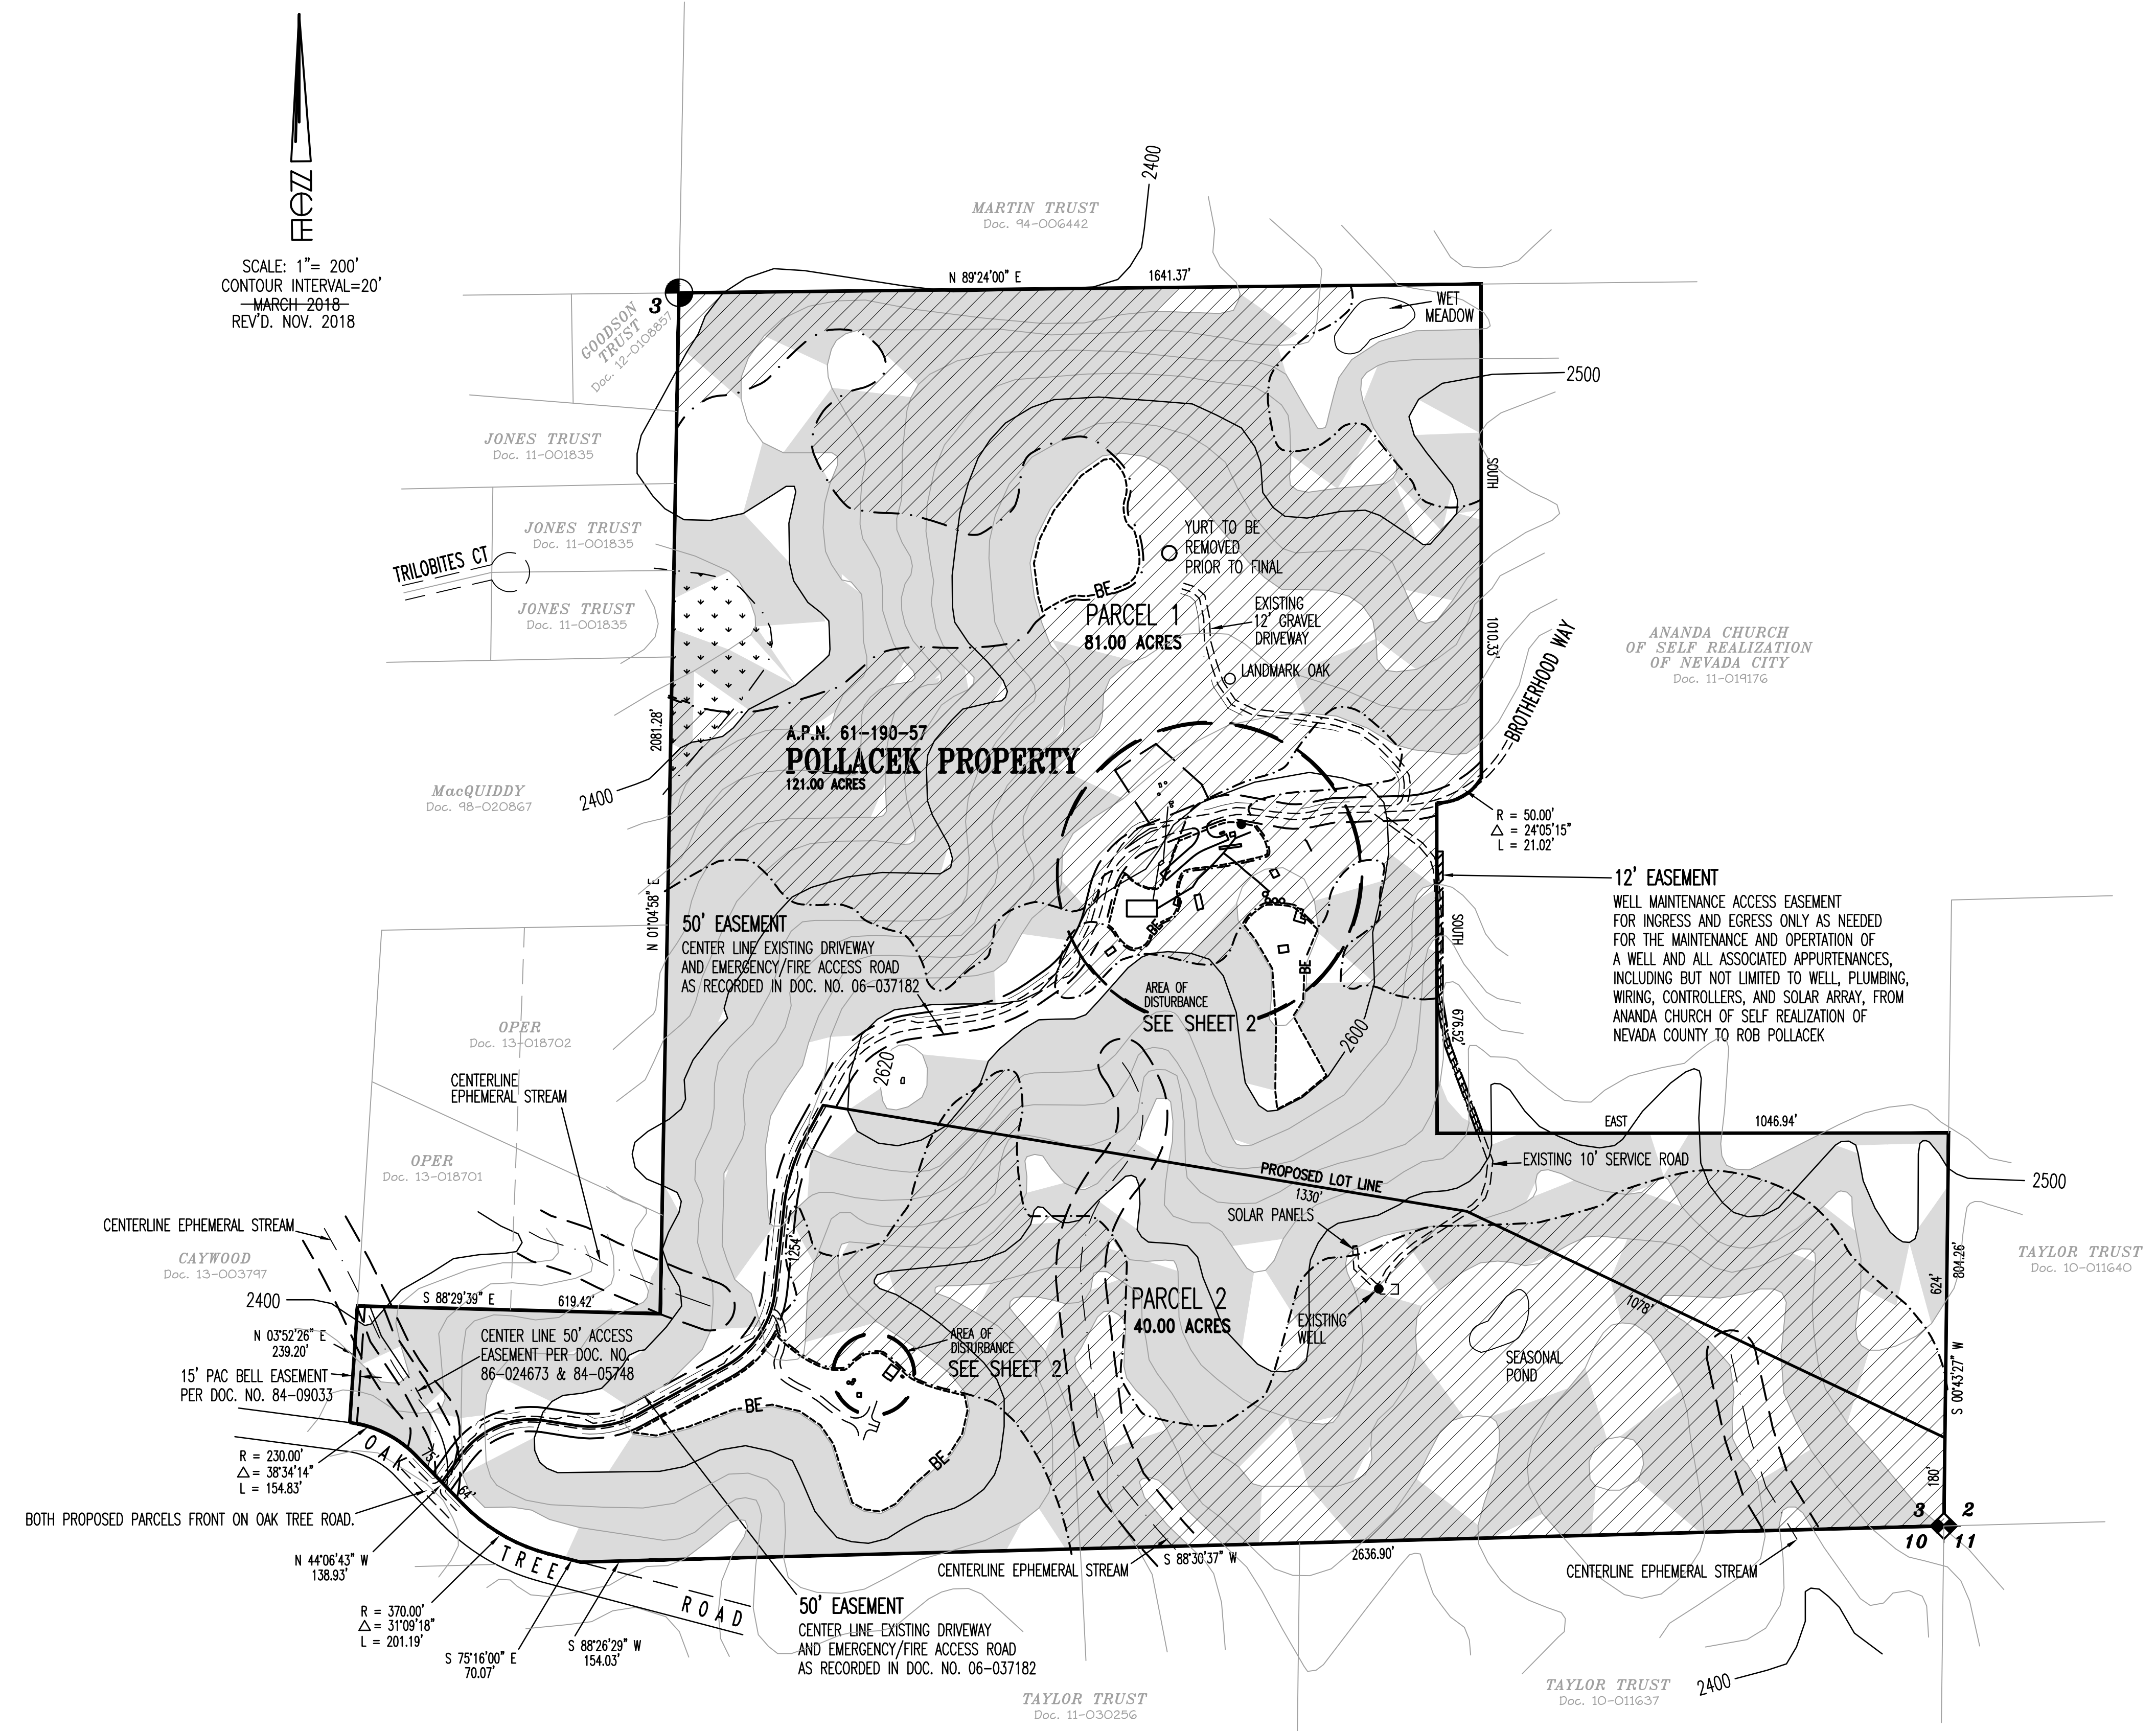 SCALE: 1"= 200'
CONTOUR INTERVAL=20'
MARCH 2018
REV'D. NOV. 2018
2400
MARTIN TRUST
Doc. 94-006442
N 89°24'00" E
1641.37'
3
GOODSON
TRUST
Doc. 12-0108857
WET
MEADOW
2500
JONES TRUST
Doc. 11-001835
SOUTH
JONES TRUST
Doc. 11-001835
TRILOBITES CT
YURT TO BE
REMOVED
PRIOR TO FINAL
BE
JONES TRUST
Doc. 11-001835
PARCEL 1
81.00 ACRES
EXISTING
12' GRAVEL
DRIVEWAY
1010.33'
LANDMARK OAK
BROTHERHOOD WAY
ANANDA CHURCH
OF SELF REALIZATION
OF NEVADA CITY
Doc. 11-019176
2081.28'
A.P.N. 61-190-57
POLLACEK PROPERTY
121.00 ACRES
MacQUIDDY
Doc. 98-020867
2400
R = 50.00'
△ = 24°05'15"
L = 21.02'
N 01°04'58" E
12' EASEMENT
WELL MAINTENANCE ACCESS EASEMENT
FOR INGRESS AND EGRESS ONLY AS NEEDED
FOR THE MAINTENANCE AND OPERTATION OF
A WELL AND ALL ASSOCIATED APPURTENANCES,
INCLUDING BUT NOT LIMITED TO WELL, PLUMBING,
WIRING, CONTROLLERS, AND SOLAR ARRAY, FROM
ANANDA CHURCH OF SELF REALIZATION OF
NEVADA COUNTY TO ROB POLLACEK
50' EASEMENT
CENTER LINE EXISTING DRIVEWAY
AND EMERGENCY/FIRE ACCESS ROAD
AS RECORDED IN DOC. NO. 06-037182
BE
BE
SOUTH
676.52'
AREA OF
DISTURBANCE
SEE SHEET 2
2600
2620
OPER
Doc. 13-018702
CENTERLINE
EPHEMERAL STREAM
EAST
1046.94'
OPER
Doc. 13-018701
EXISTING 10' SERVICE ROAD
PROPOSED LOT LINE
1330'
2500
SOLAR PANELS
CENTERLINE EPHEMERAL STREAM
CAYWOOD
Doc. 13-003797
1254'
624'
804.26'
TAYLOR TRUST
Doc. 10-011640
2400
S 88°29'39" E
619.42'
PARCEL 2
40.00 ACRES
EXISTING
WELL
1078'
N 03°52'26" E
239.20'
CENTER LINE 50' ACCESS
EASEMENT PER DOC. NO.
86-024673 & 84-05748
AREA OF
DISTURBANCE
SEE SHEET 2
SEASONAL
POND
S 00°43'27" W
15' PAC BELL EASEMENT
PER DOC. NO. 84-09033
BE
BE
R = 230.00'
△ = 38°34'14"
L = 154.83'
75'
64'
180'
BOTH PROPOSED PARCELS FRONT ON OAK TREE ROAD.
OAK TREE ROAD
3 2
10 11
N 44°06'43" W
138.93'
CENTERLINE EPHEMERAL STREAM
S 88°30'37" W
2636.90'
CENTERLINE EPHEMERAL STREAM
R = 370.00'
△ = 31°09'18"
L = 201.19'
S 75°16'00" E
70.07'
S 88°26'29" W
154.03'
50' EASEMENT
CENTER LINE EXISTING DRIVEWAY
AND EMERGENCY/FIRE ACCESS ROAD
AS RECORDED IN DOC. NO. 06-037182
TAYLOR TRUST
Doc. 11-030256
TAYLOR TRUST
Doc. 10-011637
2400